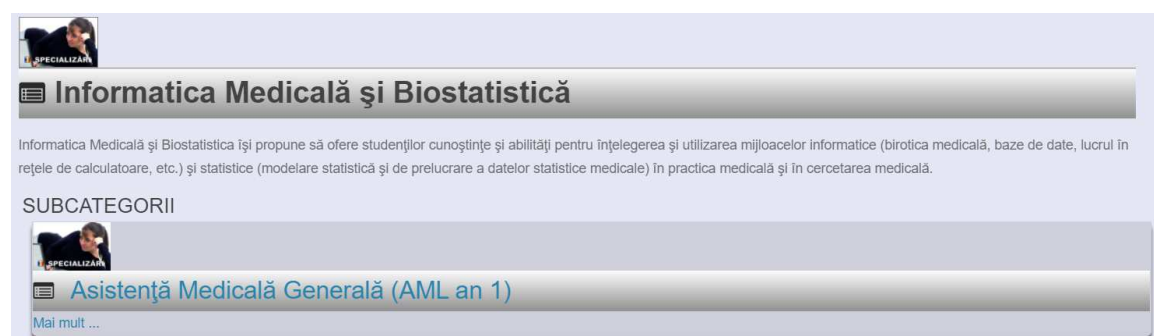 SPECIALIZĂRI
Informatica Medicală şi Biostatistică
Informatica Medicală şi Biostatistica îşi propune să ofere studenţilor cunoştinţe şi abilităţi pentru înţelegerea şi utilizarea mijloacelor informatice (birotica medicală, baze de date, lucrul în
reţele de calculatoare, etc.) şi statistice (modelare statistică şi de prelucrare a datelor statistice medicale) în practica medicală şi în cercetarea medicală.
SUBCATEGORII
SPECIALIZĂRI
Asistenţă Medicală Generală (AML an 1)
Mai mult ...